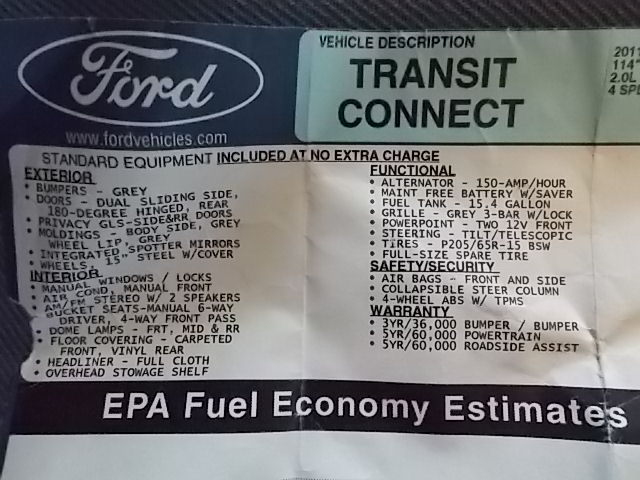 Ford
www.fordvehicles.com
VEHICLE DESCRIPTION
TRANSIT
CONNECT
2011
114"
2.0L
4 SPE
STANDARD EQUIPMENT INCLUDED AT NO EXTRA CHARGE
EXTERIOR
• BUMPERS - GREY
• DOORS - DUAL SLIDING SIDE,
180-DEGREE HINGED, REAR
• PRIVACY GLS-SIDE&RR DOORS
• MOLDINGS - BODY SIDE, GREY
WHEEL LIP, GREY
• INTEGRATED SPOTTER MIRRORS
• WHEELS, 15" STEEL W/COVER
INTERIOR
• MANUAL WINDOWS / LOCKS
• AIR COND, MANUAL FRONT
• AM/FM STEREO W/ 2 SPEAKERS
• BUCKET SEATS-MANUAL 6-WAY
DRIVER, 4-WAY FRONT PASS
• DOME LAMPS - FRT, MID & RR
• FLOOR COVERING - CARPETED
FRONT, VINYL REAR
• HEADLINER - FULL CLOTH
• OVERHEAD STOWAGE SHELF
FUNCTIONAL
• ALTERNATOR - 150-AMP/HOUR
• MAINT FREE BATTERY W/SAVER
• FUEL TANK - 15.4 GALLON
• GRILLE - GREY 3-BAR W/LOCK
• POWERPOINT - TWO 12V FRONT
• STEERING - TILT/TELESCOPIC
• TIRES - P205/65R-15 BSW
• FULL-SIZE SPARE TIRE
SAFETY/SECURITY
• AIR BAGS - FRONT AND SIDE
• COLLAPSIBLE STEER COLUMN
• 4-WHEEL ABS W/ TPMS
WARRANTY
• 3YR/36,000 BUMPER / BUMPER
• 5YR/60,000 POWERTRAIN
• 5YR/60,000 ROADSIDE ASSIST
EPA Fuel Economy Estimates